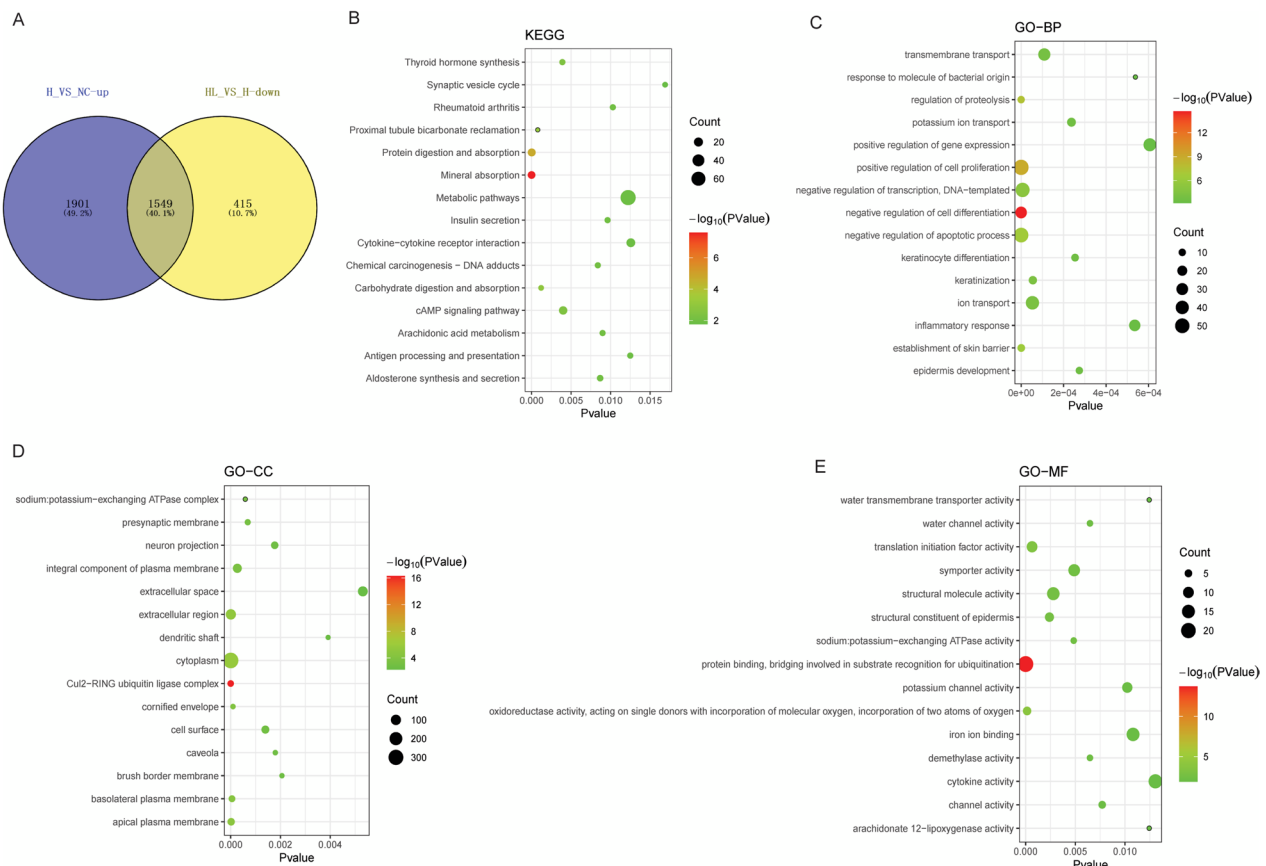 A
H_VS_NC-up
HL_VS_H-down
1901
(49.2%)
1549
(40.1%)
415
(10.7%)
B
KEGG
Thyroid hormone synthesis
Synaptic vesicle cycle
Rheumatoid arthritis
Proximal tubule bicarbonate reclamation
Protein digestion and absorption
Mineral absorption
Metabolic pathways
Insulin secretion
Cytokine−cytokine receptor interaction
Chemical carcinogenesis − DNA adducts
Carbohydrate digestion and absorption
cAMP signaling pathway
Arachidonic acid metabolism
Antigen processing and presentation
Aldosterone synthesis and secretion
0.000 0.005 0.010 0.015
Pvalue
Count
20
40
60
−log10(PValue)
6
4
2
C
GO−BP
transmembrane transport
response to molecule of bacterial origin
regulation of proteolysis
potassium ion transport
positive regulation of gene expression
positive regulation of cell proliferation
negative regulation of transcription, DNA−templated
negative regulation of cell differentiation
negative regulation of apoptotic process
keratinocyte differentiation
keratinization
ion transport
inflammatory response
establishment of skin barrier
epidermis development
0e+00 2e−04 4e−04 6e−04
Pvalue
−log10(PValue)
12
9
6
Count
10
20
30
40
50
D
GO−CC
sodium:potassium−exchanging ATPase complex
presynaptic membrane
neuron projection
integral component of plasma membrane
extracellular space
extracellular region
dendritic shaft
cytoplasm
Cul2−RING ubiquitin ligase complex
cornified envelope
cell surface
caveola
brush border membrane
basolateral plasma membrane
apical plasma membrane
0.000 0.002 0.004
Pvalue
−log10(PValue)
16
12
8
4
Count
100
200
300
E
GO−MF
water transmembrane transporter activity
water channel activity
translation initiation factor activity
symporter activity
structural molecule activity
structural constituent of epidermis
sodium:potassium−exchanging ATPase activity
protein binding, bridging involved in substrate recognition for ubiquitination
potassium channel activity
oxidoreductase activity, acting on single donors with incorporation of molecular oxygen, incorporation of two atoms of oxygen
iron ion binding
demethylase activity
cytokine activity
channel activity
arachidonate 12−lipoxygenase activity
0.000 0.005 0.010
Pvalue
Count
5
10
15
20
−log10(PValue)
10
5